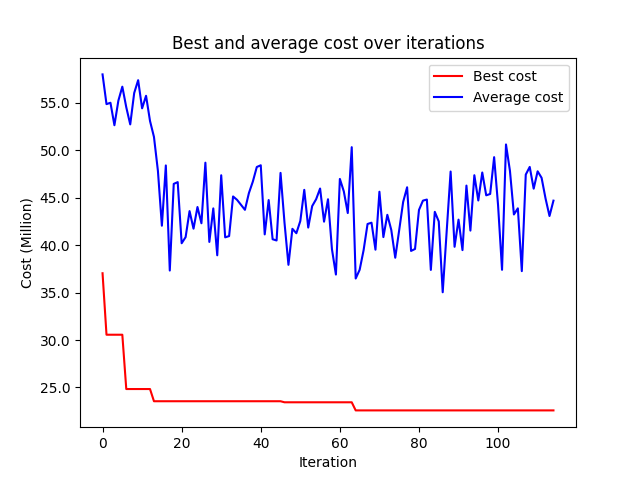 Best and average cost over iterations
Best cost
Average cost
Cost (Million)
55.0
50.0
45.0
40.0
35.0
30.0
25.0
0 20 40 60 80 100
Iteration